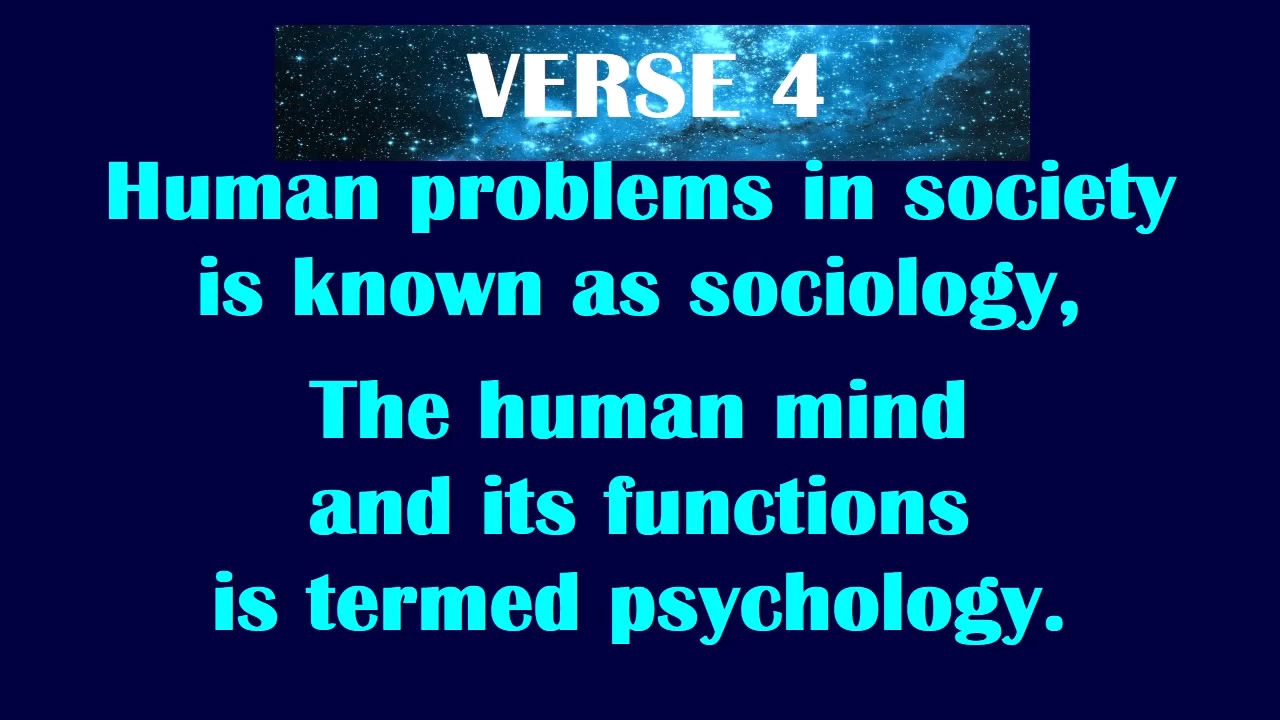 VERSE 4
Human problems in society
is known as sociology,
The human mind
and its functions
is termed psychology.